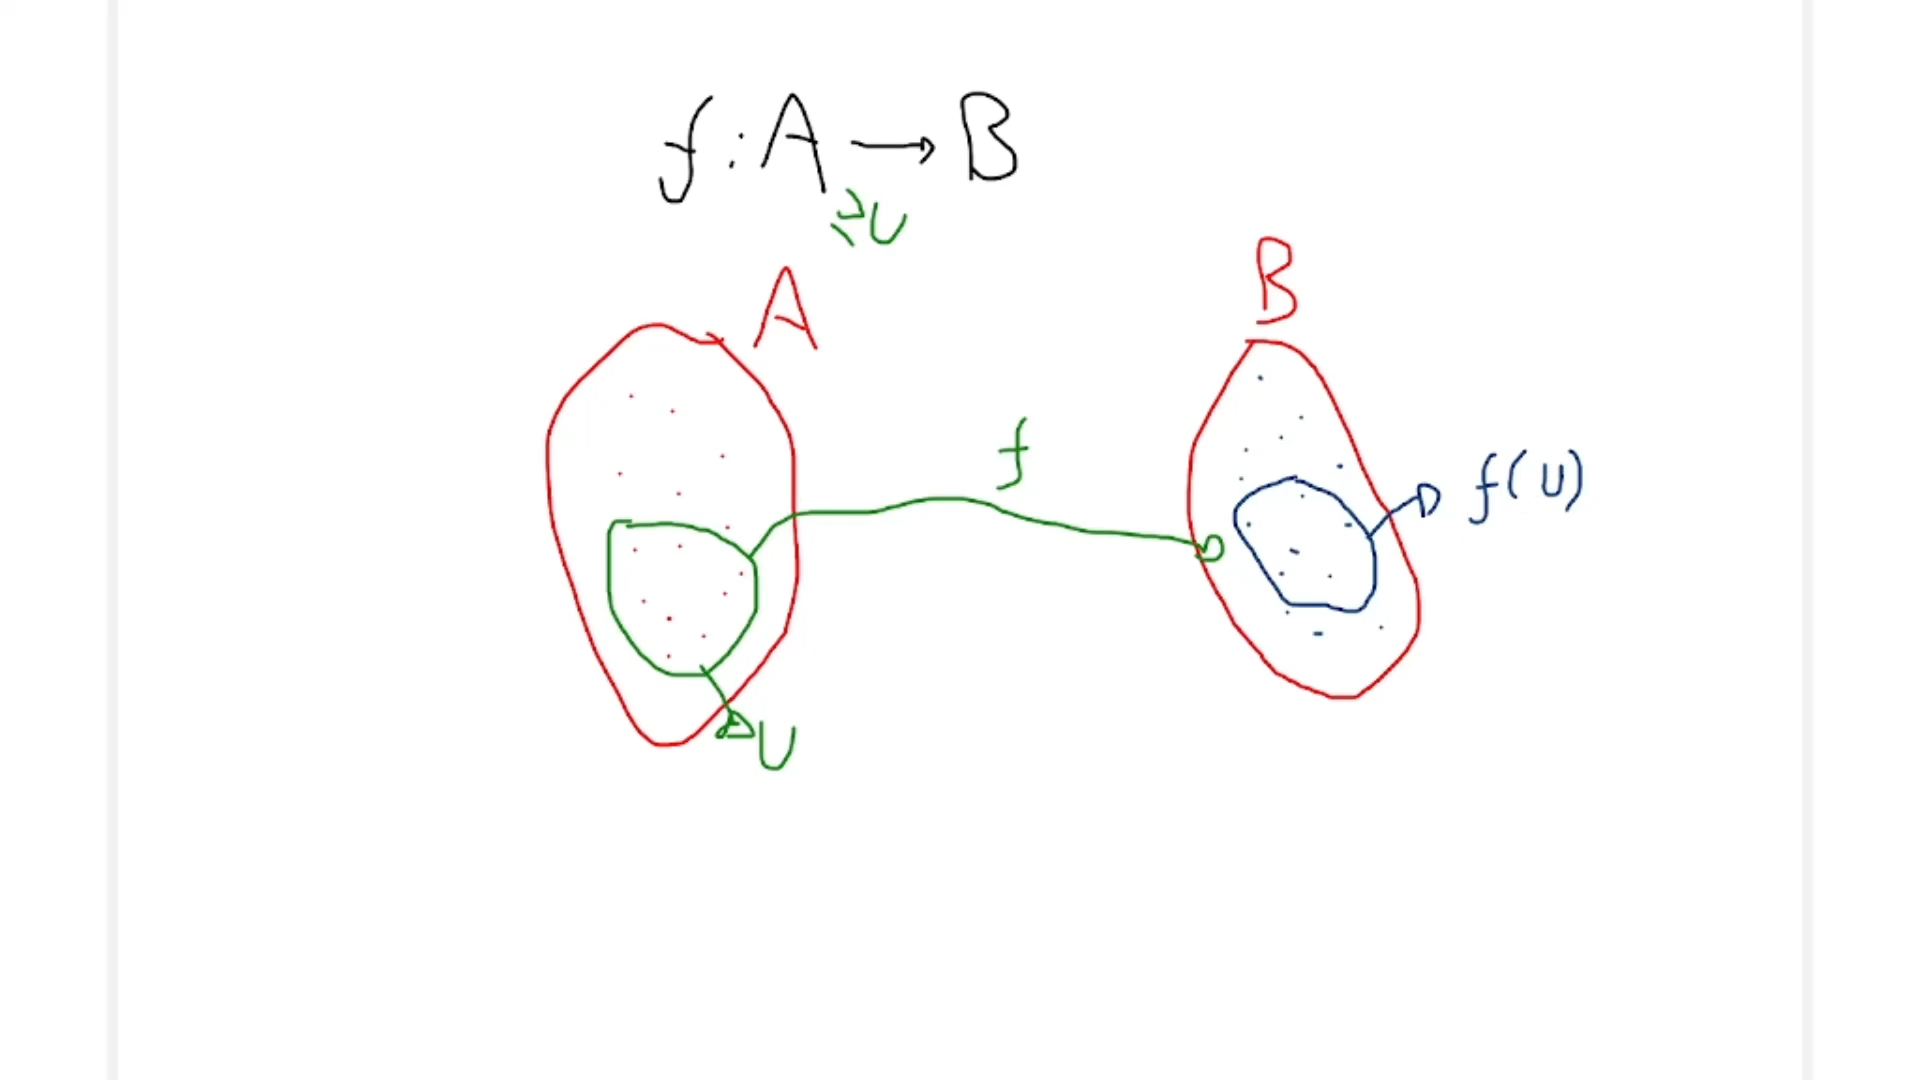 f : A → B
⊇ U
A
B
f
f(U)
U